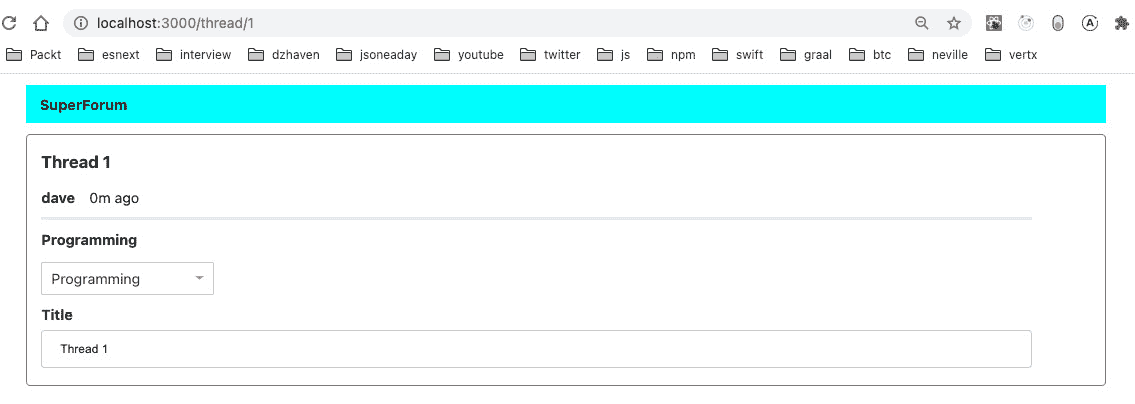 localhost:3000/thread/1
A
Packt esnext interview dzhaven jsoneaday youtube twitter js npm swift graal btc neville vertx
SuperForum
Thread 1
dave 0m ago
Programming
Programming
Title
Thread 1